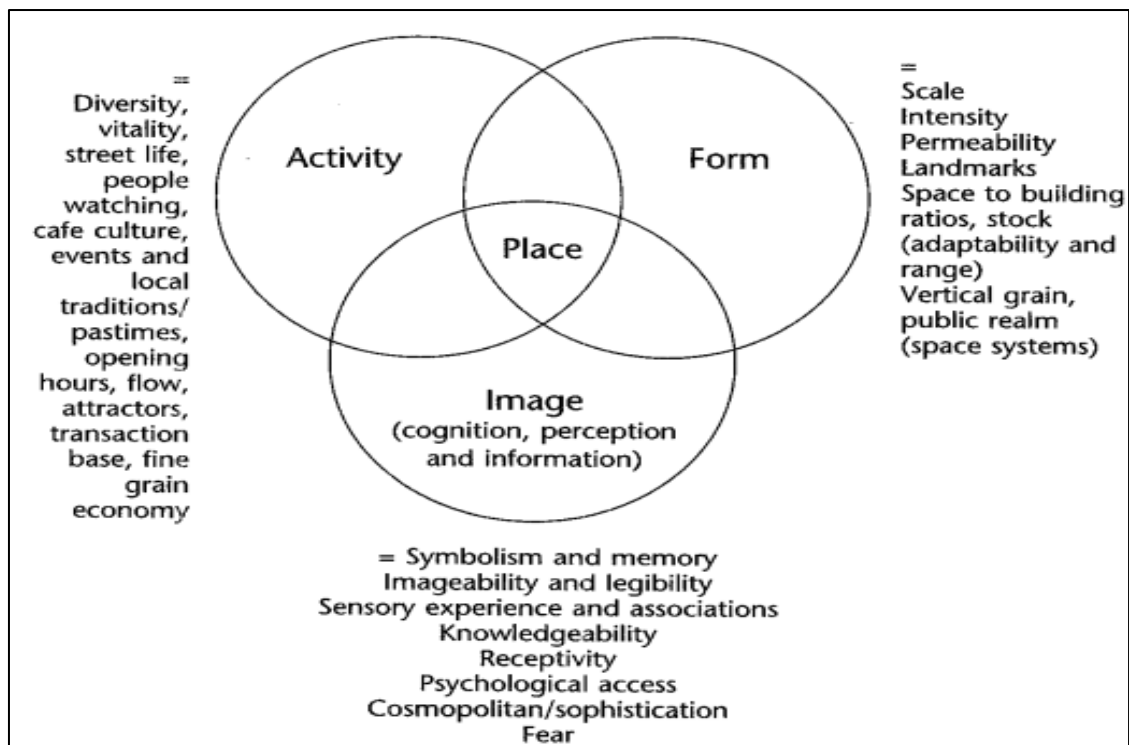 =
Diversity,
vitality,
street life,
people
watching,
cafe culture,
events and
local
traditions/
pastimes,
opening
hours, flow,
attractors,
transaction
base, fine
grain
economy
Activity
Form
Place
Image
(cognition, perception
and information)
=
Scale
Intensity
Permeability
Landmarks
Space to building
ratios, stock
(adaptability and
range)
Vertical grain,
public realm
(space systems)
= Symbolism and memory
Imageability and legibility
Sensory experience and associations
Knowledgeability
Receptivity
Psychological access
Cosmopolitan/sophistication
Fear